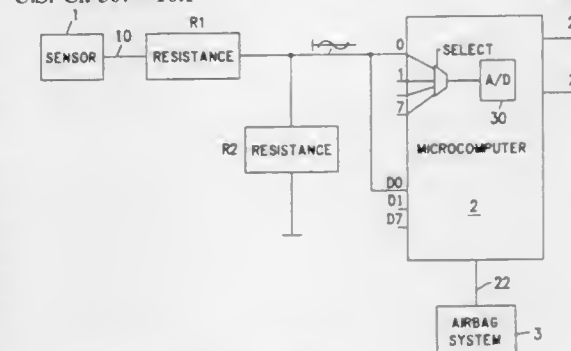 1
R1
10
SENSOR
RESISTANCE
0
SELECT
1
7
A/D
30
R2 RESISTANCE
MICROCOMPUTER
D0
D1
D7
2
22
AIRBAG
SYSTEM
3